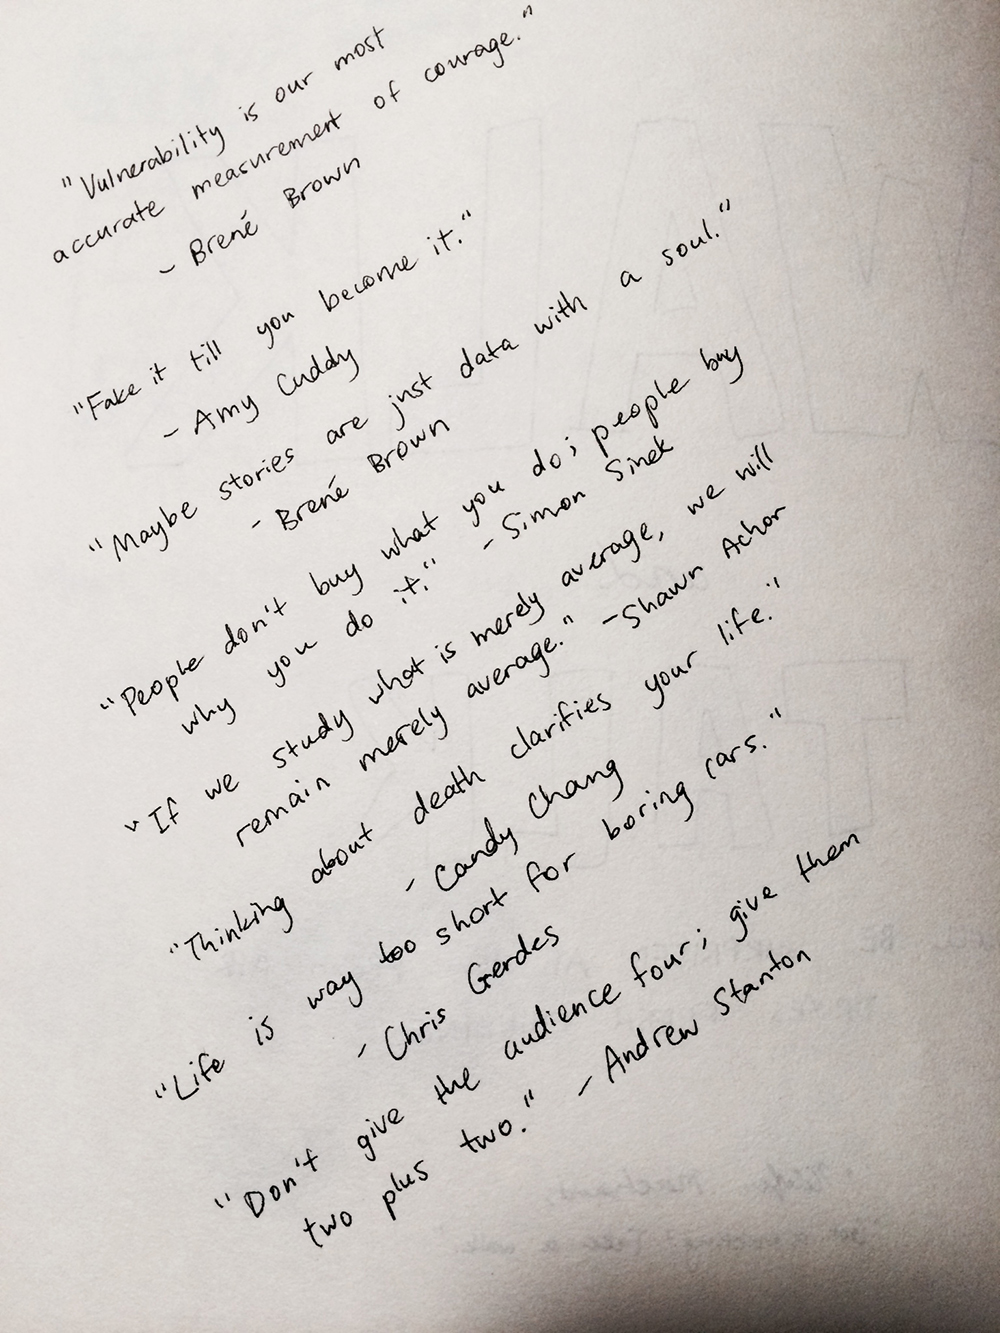 "Vulnerability is our most
accurate measurement of courage."
- Brené Brown
"Fake it till you become it."
- Amy Cuddy
"Maybe stories are just data with a soul."
- Brené Brown
"People don't buy what you do; people buy
why you do it." - Simon Sinek
"If we study what is merely average, we will
remain merely average." - Shawn Achor
"Thinking about death clarifies your life."
- Candy Chang
"Life is way too short for boring cars."
- Chris Gerdes
"Don't give the audience four; give them
two plus two." - Andrew Stanton